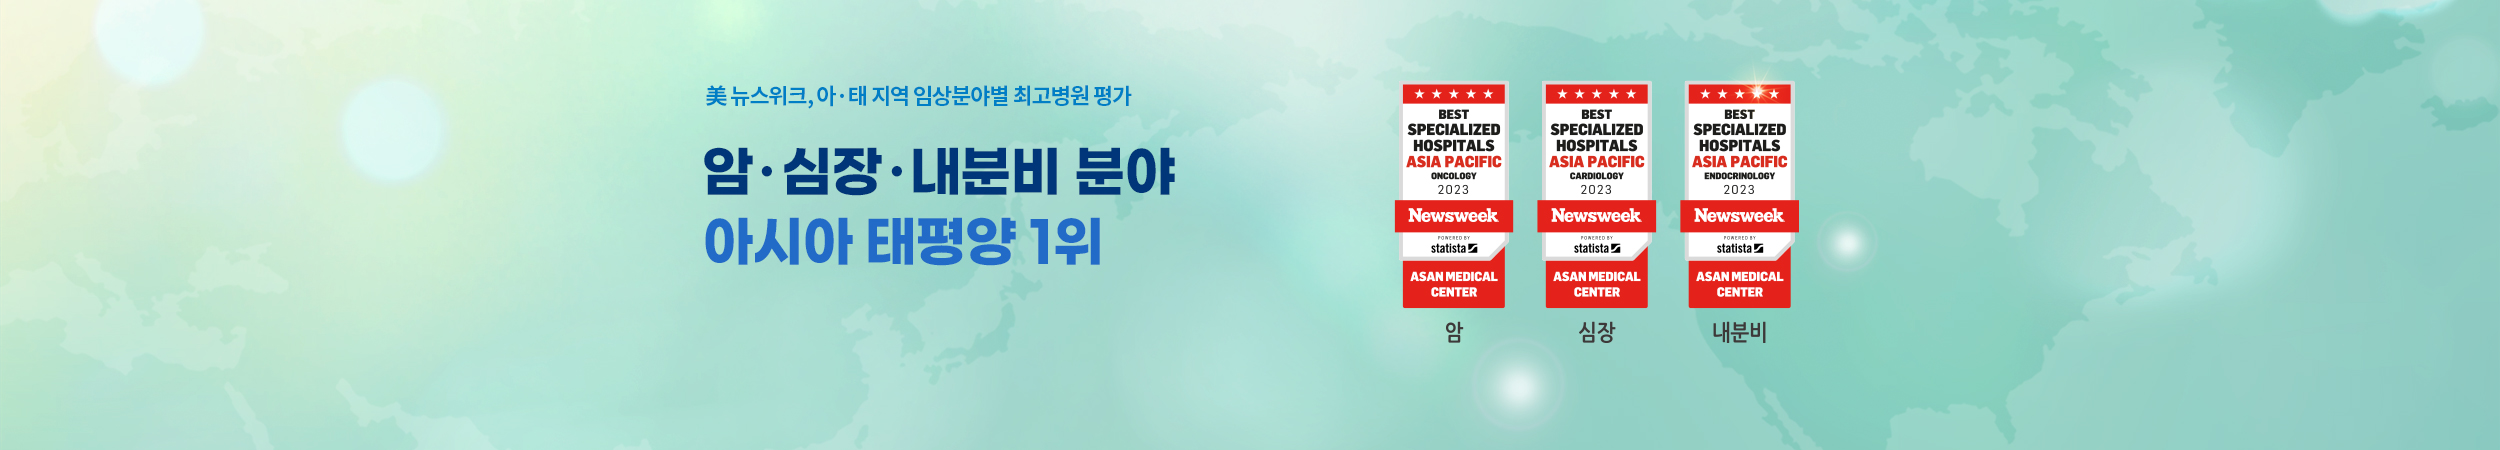 美 뉴스위크, 아·태 지역 임상분야별 최고병원 평가
암·심장·내분비 분야
아시아 태평양 1위
★★★★★
BEST
SPECIALIZED
HOSPITALS
ASIA PACIFIC
ONCOLOGY
2023
Newsweek
POWERED BY
statista
ASAN MEDICAL
CENTER
암
★★★★★
BEST
SPECIALIZED
HOSPITALS
ASIA PACIFIC
CARDIOLOGY
2023
Newsweek
POWERED BY
statista
ASAN MEDICAL
CENTER
심장
★★★★★
BEST
SPECIALIZED
HOSPITALS
ASIA PACIFIC
ENDOCRINOLOGY
2023
Newsweek
POWERED BY
statista
ASAN MEDICAL
CENTER
내분비